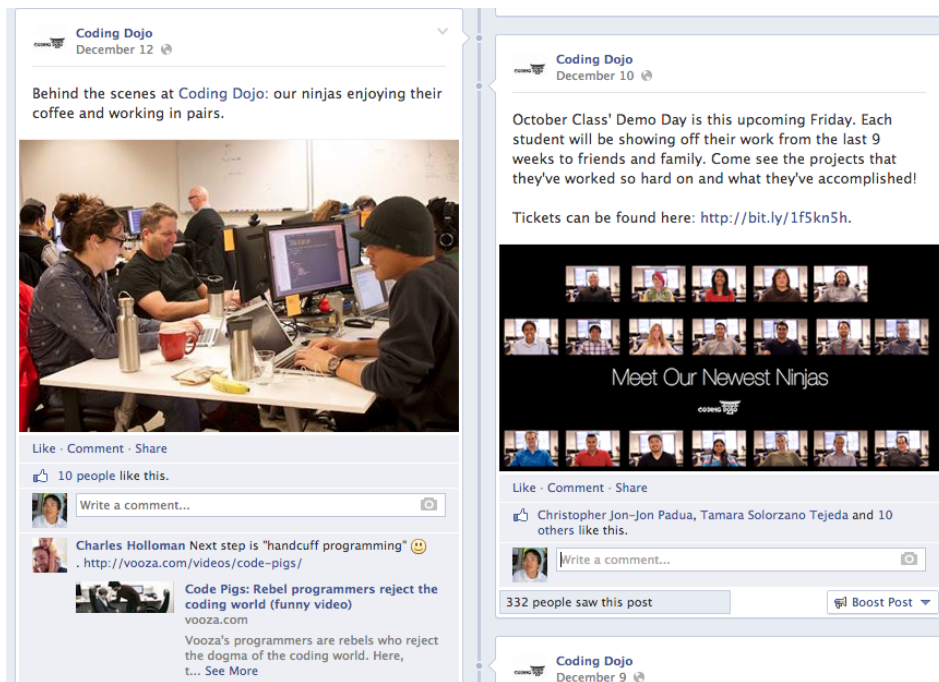 Coding Dojo
December 12
Behind the scenes at Coding Dojo: our ninjas enjoying their
coffee and working in pairs.
Like · Comment · Share
10 people like this.
Write a comment...
Charles Holloman Next step is "handcuff programming"
. http://vooza.com/videos/code-pigs/
Code Pigs: Rebel programmers reject the
coding world (funny video)
vooza.com
Vooza's programmers are rebels who reject
the dogma of the coding world. Here,
t... See More
Coding Dojo
December 10
October Class' Demo Day is this upcoming Friday. Each
student will be showing off their work from the last 9
weeks to friends and family. Come see the projects that
they've worked so hard on and what they've accomplished!
Tickets can be found here: http://bit.ly/1f5kn5h.
Meet Our Newest Ninjas
CODING DOJO
Like · Comment · Share
Christopher Jon-Jon Padua, Tamara Solorzano Tejeda and 10
others like this.
Write a comment...
332 people saw this post
Boost Post
Coding Dojo
December 9